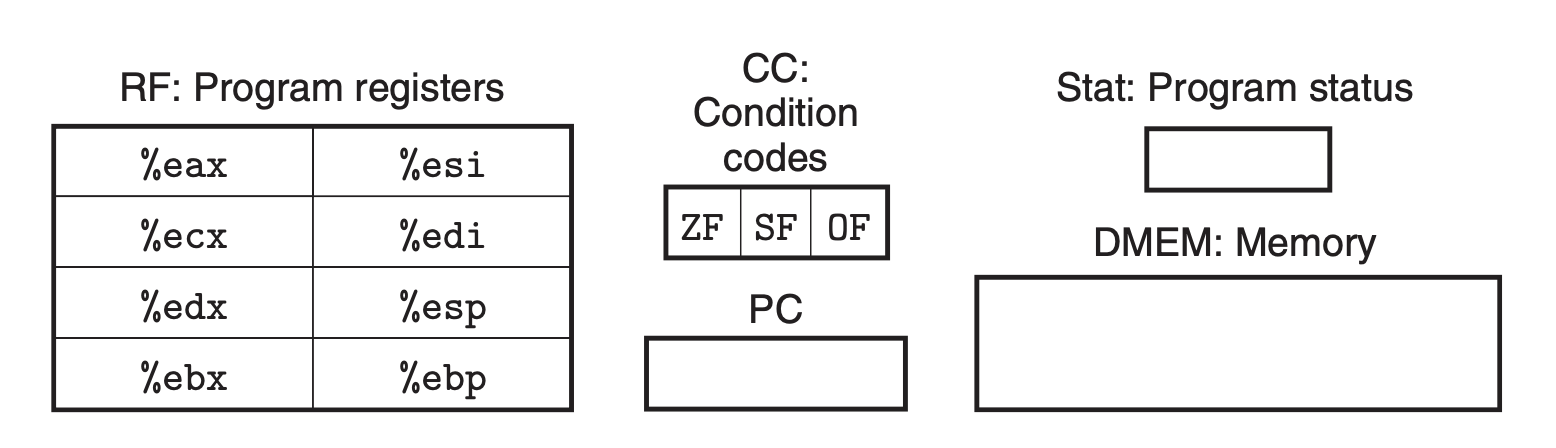 RF: Program registers
%eax %esi
%ecx %edi
%edx %esp
%ebx %ebp
CC:
Condition
codes
ZF SF OF
PC
Stat: Program status
DMEM: Memory